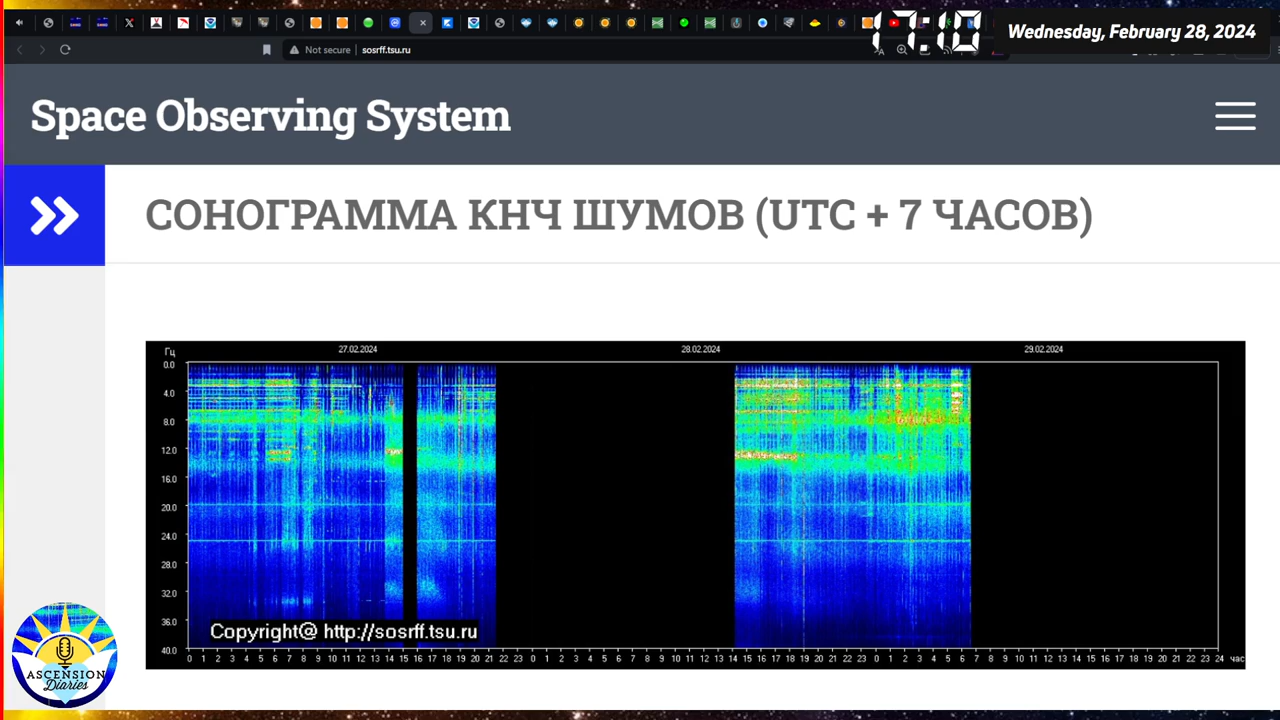 17:10
Wednesday, February 28, 2024
Not secure
sosrff.tsu.ru
Space Observing System
СОНОГРАММА КНЧ ШУМОВ (UTC + 7 ЧАСОВ)
Гц 27.02.2024 28.02.2024 29.02.2024
0.0
4.0
8.0
12.0
16.0
20.0
24.0
28.0
32.0
36.0
40.0
Copyright@ http://sosrff.tsu.ru
0 1 2 3 4 5 6 7 8 9 10 11 12 13 14 15 16 17 18 19 20 21 22 23 0 1 2 3 4 5 6 7 8 9 10 11 12 13 14 15 16 17 18 19 20 21 22 23 0 1 2 3 4 5 6 7 8 9 10 11 12 13 14 15 16 17 18 19 20 21 22 23 24 час
ASCENSION
Diaries